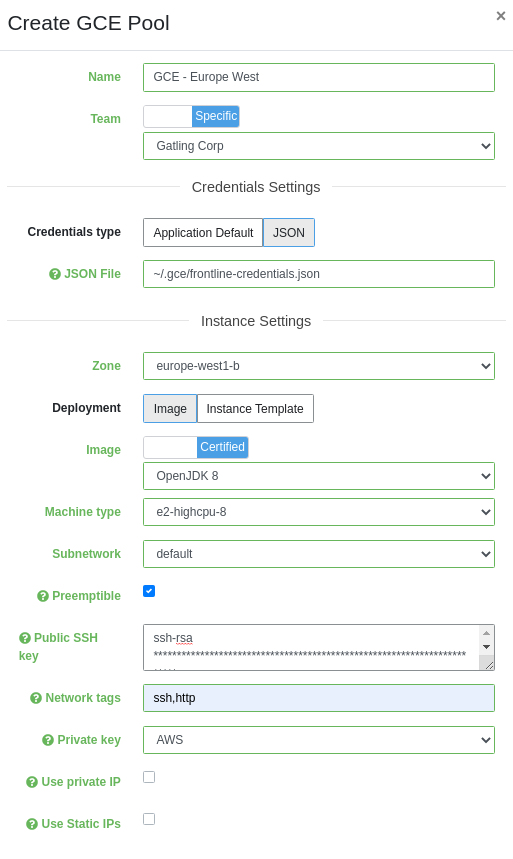 Create GCE Pool
×
Name
GCE - Europe West
Team
Specific
Gatling Corp
Credentials Settings
Credentials type
Application Default
JSON
JSON File
~/.gce/frontline-credentials.json
Instance Settings
Zone
europe-west1-b
Deployment
Image
Instance Template
Image
Certified
OpenJDK 8
Machine type
e2-highcpu-8
Subnetwork
default
Preemptible
Public SSH
key
ssh-rsa
Network tags
ssh,http
Private key
AWS
Use private IP
Use Static IPs